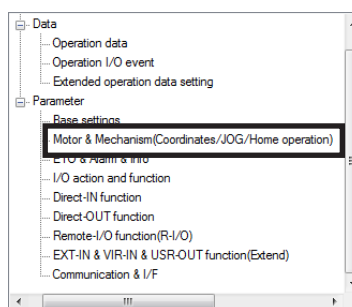 Data
Operation data
Operation I/O event
Extended operation data setting
Parameter
Base settings
Motor & Mechanism(Coordinates/JOG/Home operation)
ETO & Alarm & Info
I/O action and function
Direct-IN function
Direct-OUT function
Remote-I/O function(R-I/O)
EXT-IN & VIR-IN & USR-OUT function(Extend)
Communication & I/F